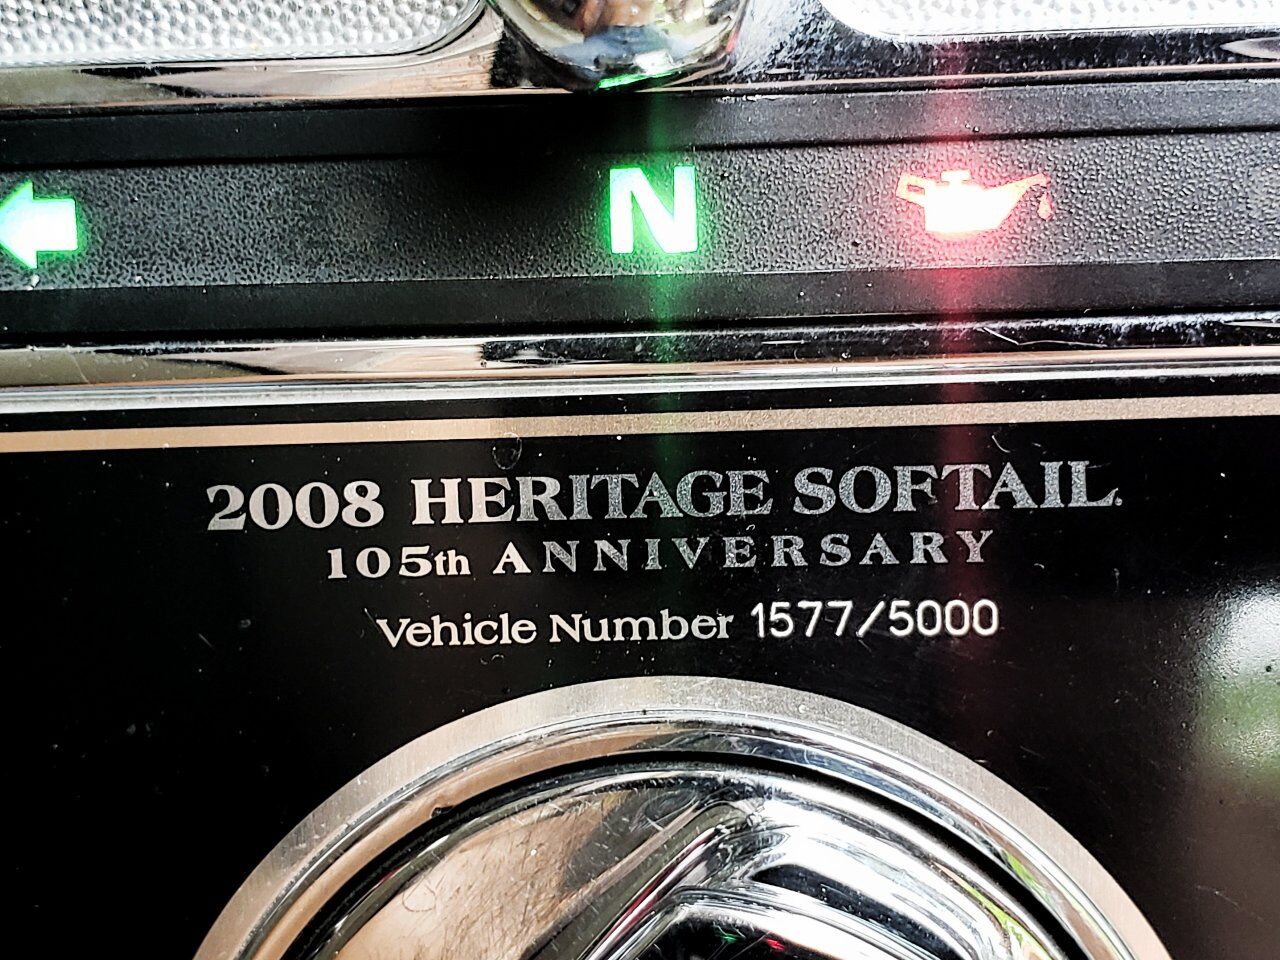 N
2008 HERITAGE SOFTAIL.
105th ANNIVERSARY
Vehicle Number 1577/5000